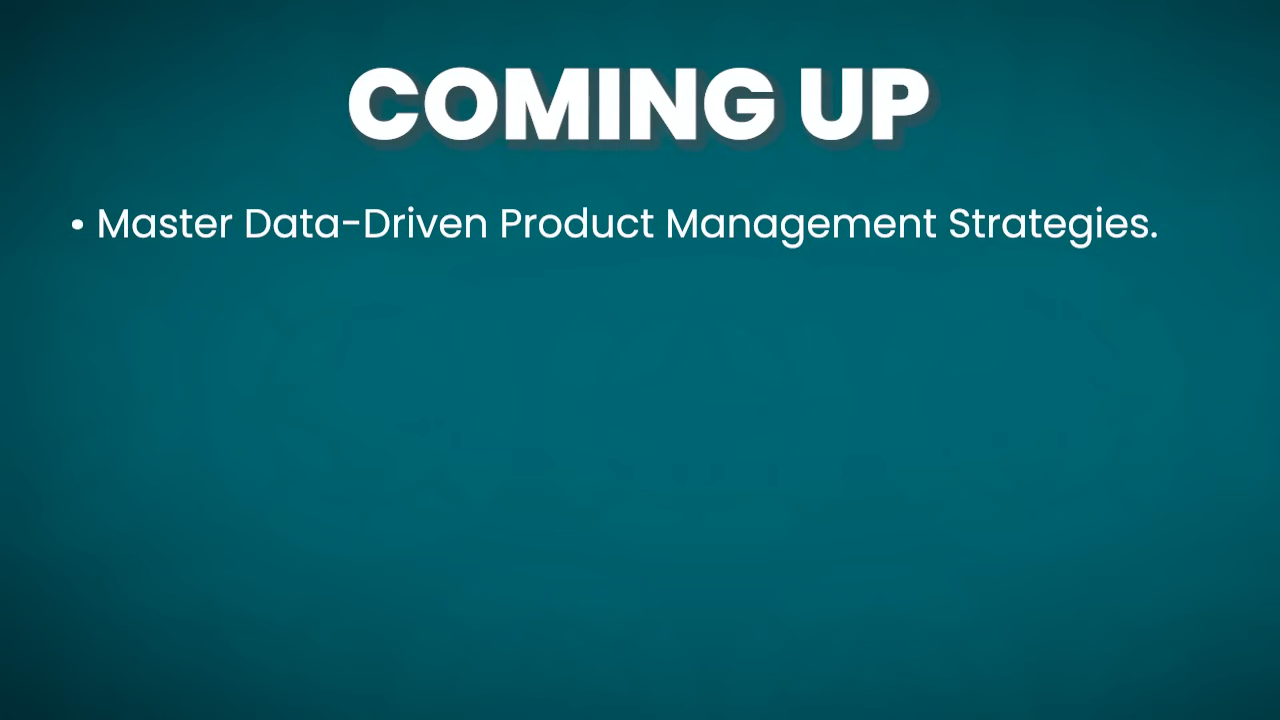 COMING UP
• Master Data-Driven Product Management Strategies.